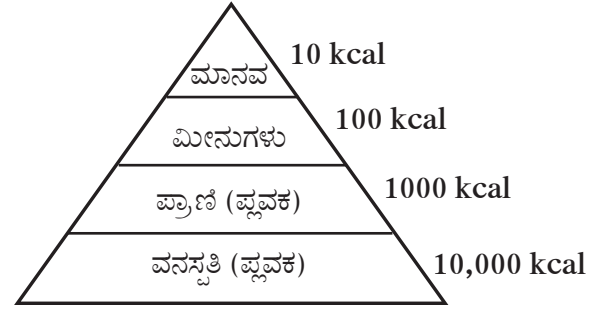 ಮಾನವ 10 kcal
ಮೀನುಗಳು 100 kcal
ಪ್ರಾಣಿ (ಪ್ಲವಕ) 1000 kcal
ವನಸ್ಪತಿ (ಪ್ಲವಕ) 10,000 kcal